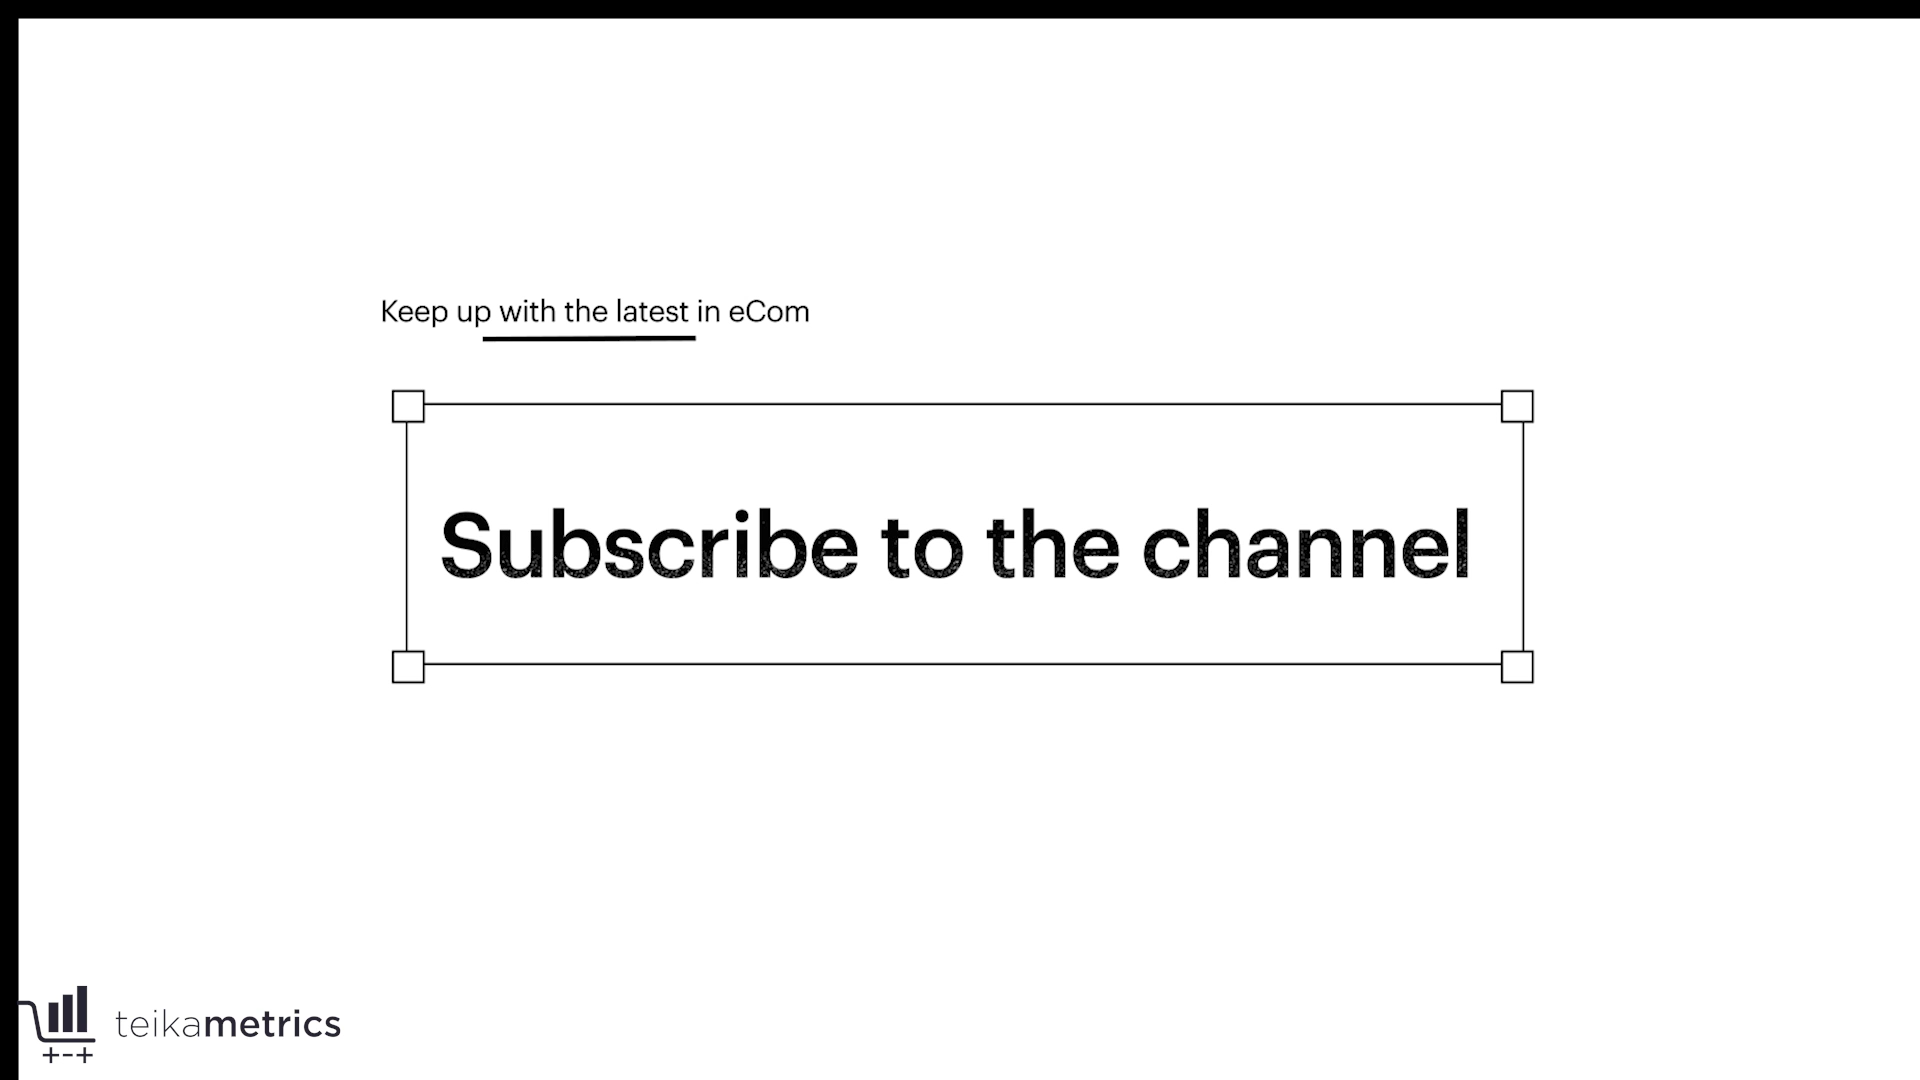 Keep up with the latest in eCom
Subscribe to the channel
teikametrics